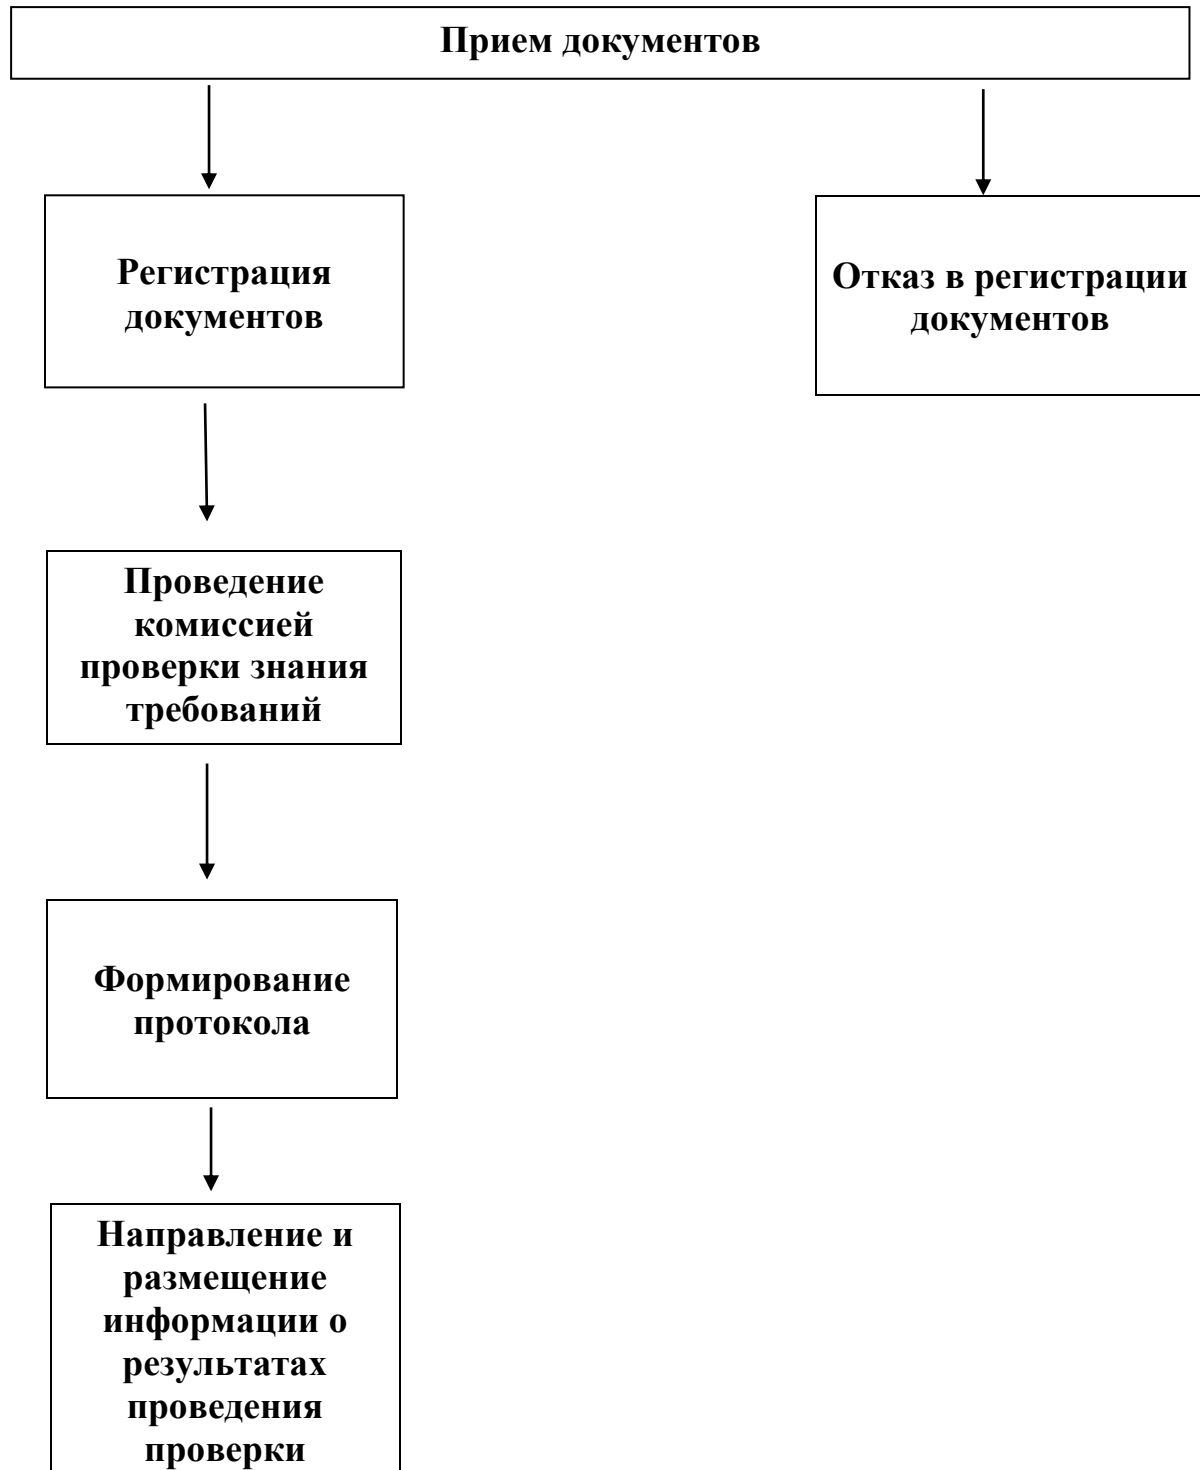 Прием документов
Регистрация
документов
Отказ в регистрации
документов
Проведение
комиссией
проверки знания
требований
Формирование
протокола
Направление и
размещение
информации о
результатах
проведения
проверки